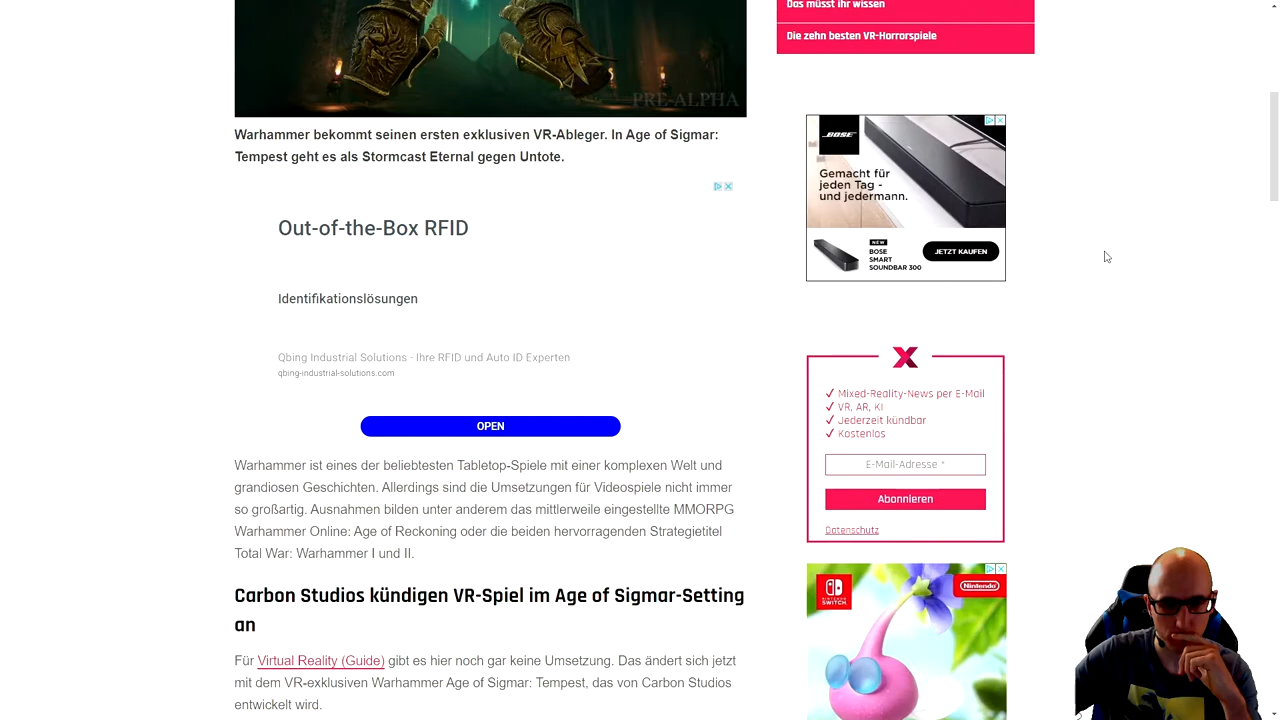 Das müsst ihr wissen
Die zehn besten VR-Horrorspiele
PRE-ALPHA
Warhammer bekommt seinen ersten exklusiven VR-Ableger. In Age of Sigmar:
Tempest geht es als Stormcast Eternal gegen Untote.
Out-of-the-Box RFID
Identifikationslösungen
Qbing Industrial Solutions · Ihre RFID und Auto ID Experten
qbing-industrial-solutions.com
OPEN
Warhammer ist eines der beliebtesten Tabletop-Spiele mit einer komplexen Welt und
grandiosen Geschichten. Allerdings sind die Umsetzungen für Videospiele nicht immer
so großartig. Ausnahmen bilden unter anderem das mittlerweile eingestellte MMORPG
Warhammer Online: Age of Reckoning oder die beiden hervorragenden Strategietitel
Total War: Warhammer I und II.
Carbon Studios kündigen VR-Spiel im Age of Sigmar-Setting
an
Für Virtual Reality (Guide) gibt es hier noch gar keine Umsetzung. Das ändert sich jetzt
mit dem VR-exklusiven Warhammer Age of Sigmar: Tempest, das von Carbon Studios
entwickelt wird.
BOSE
Gemacht für
jeden Tag -
und jedermann.
NEW
BOSE
SMART
SOUNDBAR 300
JETZT KAUFEN
X
Mixed-Reality-News per E-Mail
VR, AR, KI
Jederzeit kündbar
Kostenlos
E-Mail-Adresse *
Abonnieren
Datenschutz
NINTENDO
SWITCH
Nintendo